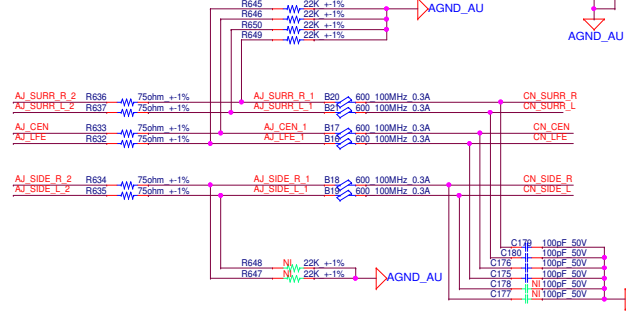 R645 22K +-1% AGND_AU
R646 22K +-1%
R650 22K +-1%
R649 22K +-1%
AGND_AU
AJ_SURR_R_2 R636 75ohm +-1% AJ_SURR_R_1 B20 600 100MHz 0.3A CN_SURR_R
AJ_SURR_L_2 R637 75ohm +-1% AJ_SURR_L_1 B21 600 100MHz 0.3A CN_SURR_L
AJ_CEN R633 75ohm +-1% AJ_CEN_1 B17 600 100MHz 0.3A CN_CEN
AJ_LFE R632 75ohm +-1% AJ_LFE_1 B16 600 100MHz 0.3A CN_LFE
AJ_SIDE_R_2 R634 75ohm +-1% AJ_SIDE_R_1 B18 600 100MHz 0.3A CN_SIDE_R
AJ_SIDE_L_2 R635 75ohm +-1% AJ_SIDE_L_1 B19 600 100MHz 0.3A CN_SIDE_L
R648 NI 22K +-1%
R647 NI 22K +-1% AGND_AU
C179 100pF 50V
C180 100pF 50V
C176 100pF 50V
C175 100pF 50V
C178 NI 100pF 50V
C177 NI 100pF 50V